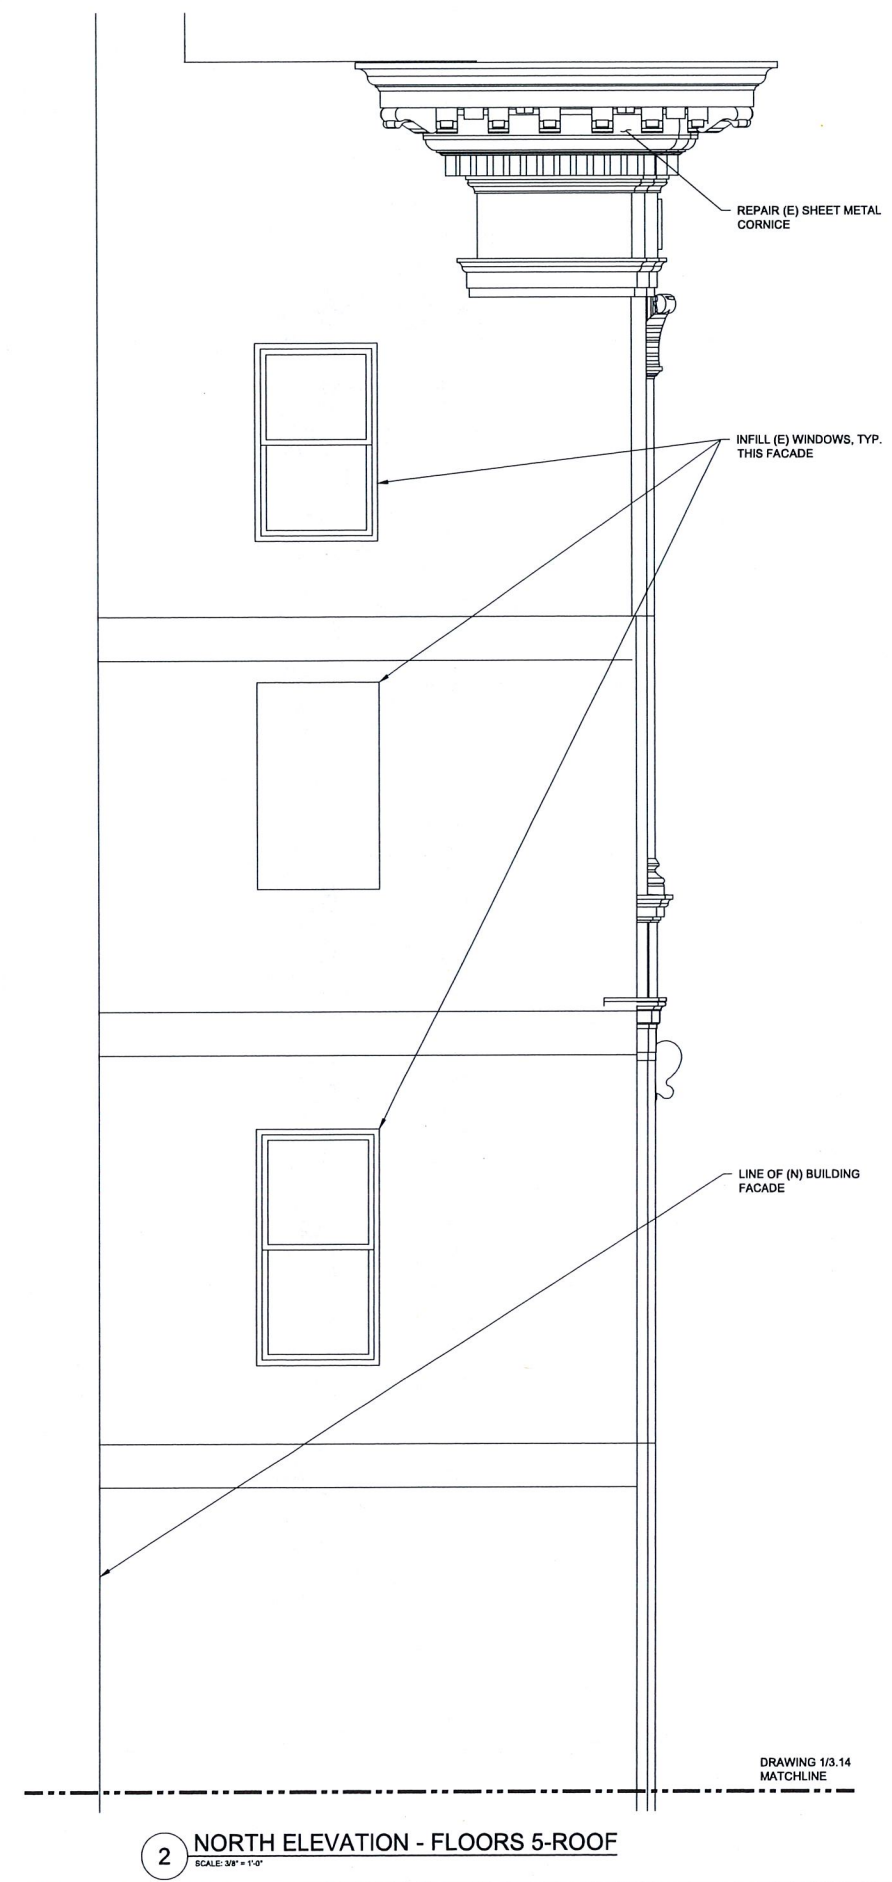 REPAIR (E) SHEET METAL
CORNICE
INFILL (E) WINDOWS, TYP.
THIS FACADE
LINE OF (N) BUILDING
FACADE
DRAWING 1/3.14
MATCHLINE
2
NORTH ELEVATION - FLOORS 5-ROOF
SCALE: 3/8" = 1'-0"